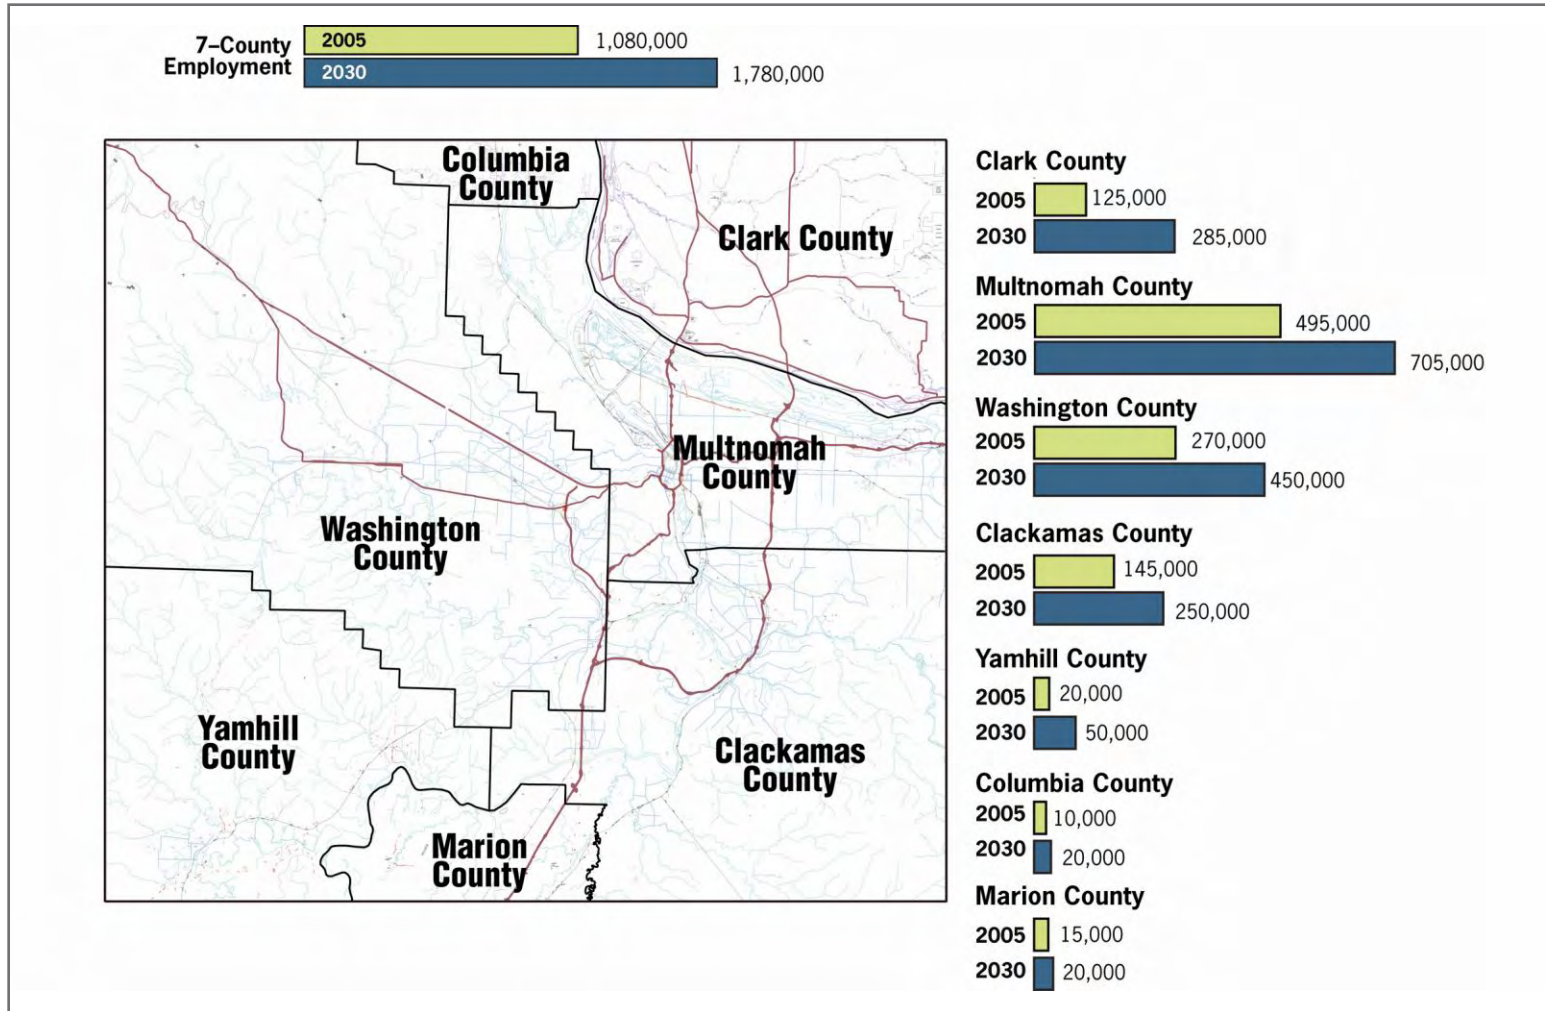 7–County
Employment
2005
1,080,000
2030
1,780,000
Columbia
County
Clark County
Multnomah
County
Washington
County
Yamhill
County
Clackamas
County
Marion
County
Clark County
2005 125,000
2030 285,000
Multnomah County
2005 495,000
2030 705,000
Washington County
2005 270,000
2030 450,000
Clackamas County
2005 145,000
2030 250,000
Yamhill County
2005 20,000
2030 50,000
Columbia County
2005 10,000
2030 20,000
Marion County
2005 15,000
2030 20,000